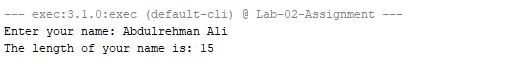 --- exec:3.1.0:exec (default-cli) @ Lab-02-Assignment ---
Enter your name: Abdulrehman Ali
The length of your name is: 15